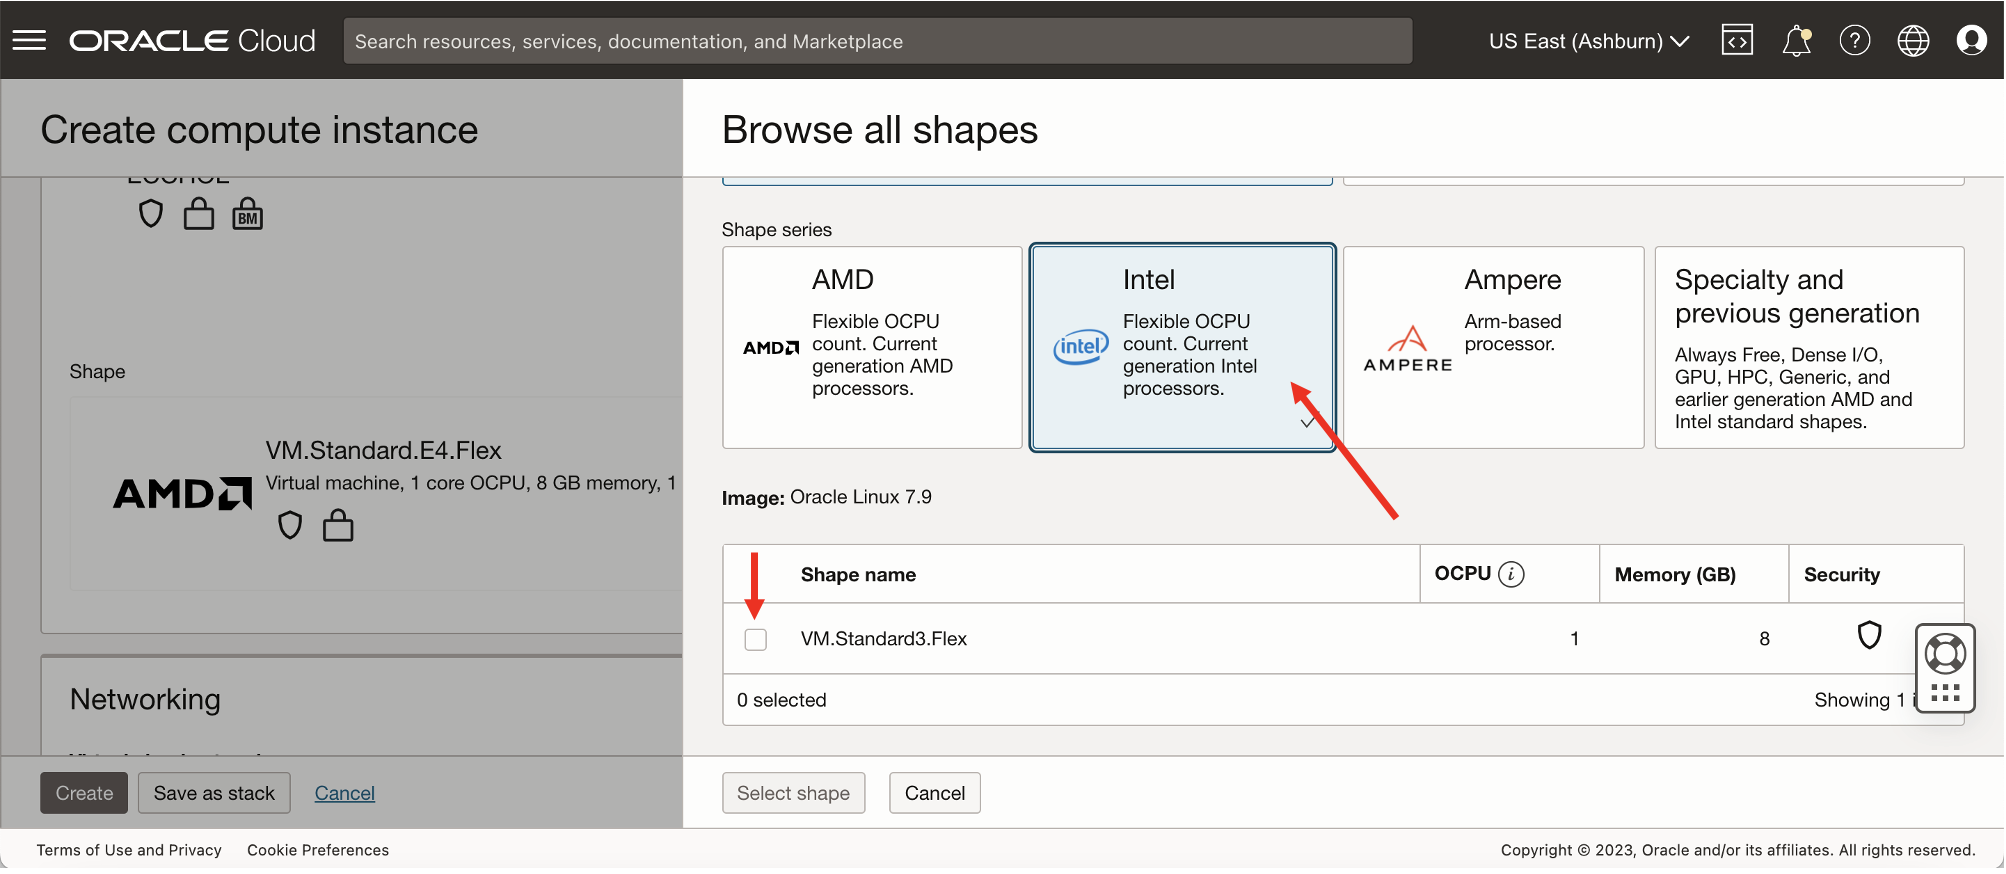 ORACLE Cloud
Search resources, services, documentation, and Marketplace
US East (Ashburn)
Create compute instance
BM
Shape
AMD
VM.Standard.E4.Flex
Virtual machine, 1 core OCPU, 8 GB memory, 1
Networking
Create
Save as stack
Cancel
Browse all shapes
Shape series
AMD
AMD
Flexible OCPU
count. Current
generation AMD
processors.
intel
Intel
Flexible OCPU
count. Current
generation Intel
processors.
AMPERE
Ampere
Arm-based
processor.
Specialty and
previous generation
Always Free, Dense I/O,
GPU, HPC, Generic, and
earlier generation AMD and
Intel standard shapes.
Image: Oracle Linux 7.9
Shape name
OCPU i
Memory (GB)
Security
VM.Standard3.Flex
1
8
0 selected
Showing 1
Select shape
Cancel
Terms of Use and Privacy
Cookie Preferences
Copyright © 2023, Oracle and/or its affiliates. All rights reserved.